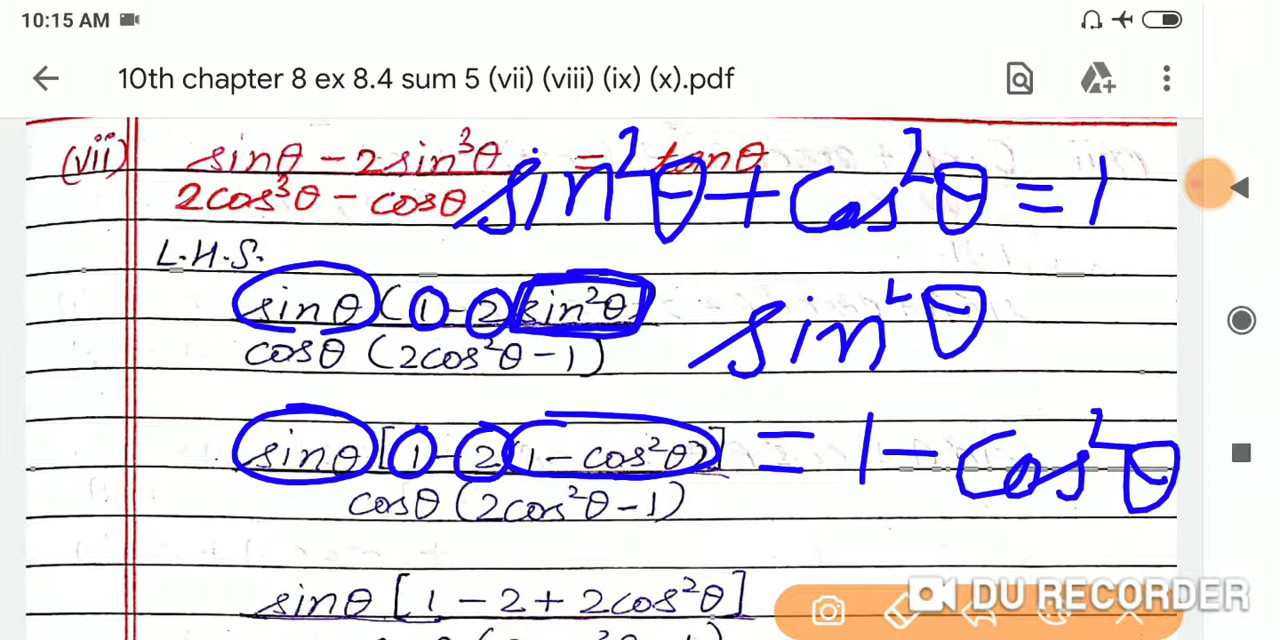 10:15 AM
10th chapter 8 ex 8.4 sum 5 (vii) (viii) (ix) (x).pdf
(vii) sinθ - 2sin³θ = tanθ
2cos³θ - cosθ
sin²θ + cos²θ = 1
L.H.S.
sinθ (1 - 2 sin²θ)
cosθ (2cos²θ - 1)
sin²θ
sinθ [1 - 2(1 - cos²θ)]
cosθ (2cos²θ - 1)
= 1 - cos²θ
sinθ [1 - 2 + 2cos²θ]
DU RECORDER